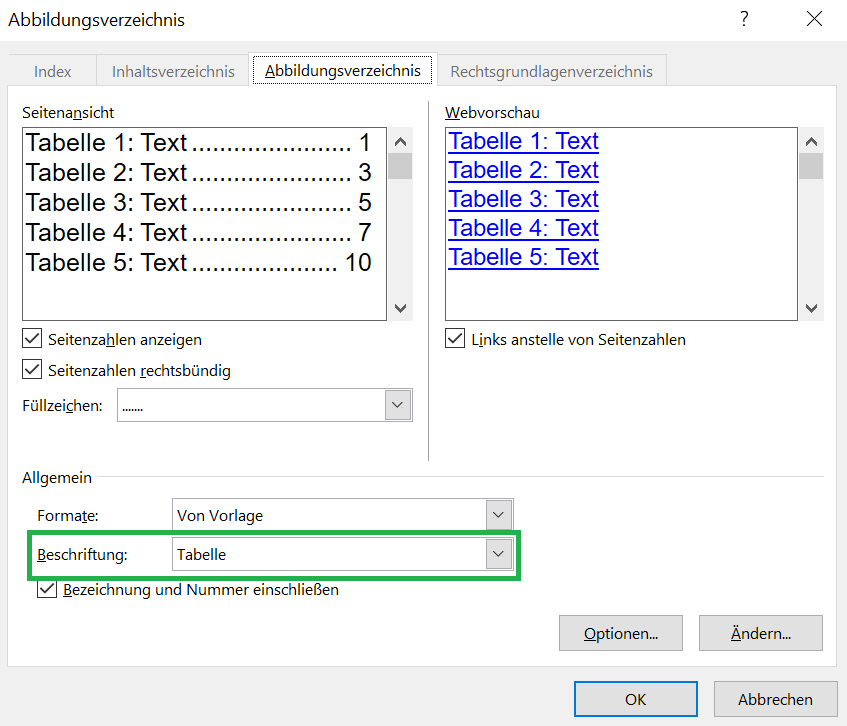 Abbildungsverzeichnis ?
Index Inhaltsverzeichnis Abbildungsverzeichnis Rechtsgrundlagenverzeichnis
Seitenansicht
Tabelle 1: Text ........................ 1
Tabelle 2: Text ........................ 3
Tabelle 3: Text ........................ 5
Tabelle 4: Text ........................ 7
Tabelle 5: Text ...................... 10
Webvorschau
Tabelle 1: Text
Tabelle 2: Text
Tabelle 3: Text
Tabelle 4: Text
Tabelle 5: Text
Seitenzahlen anzeigen
Seitenzahlen rechtsbündig
Füllzeichen: .......
Links anstelle von Seitenzahlen
Allgemein
Formate: Von Vorlage
Beschriftung: Tabelle
Bezeichnung und Nummer einschließen
Optionen... Ändern...
OK Abbrechen